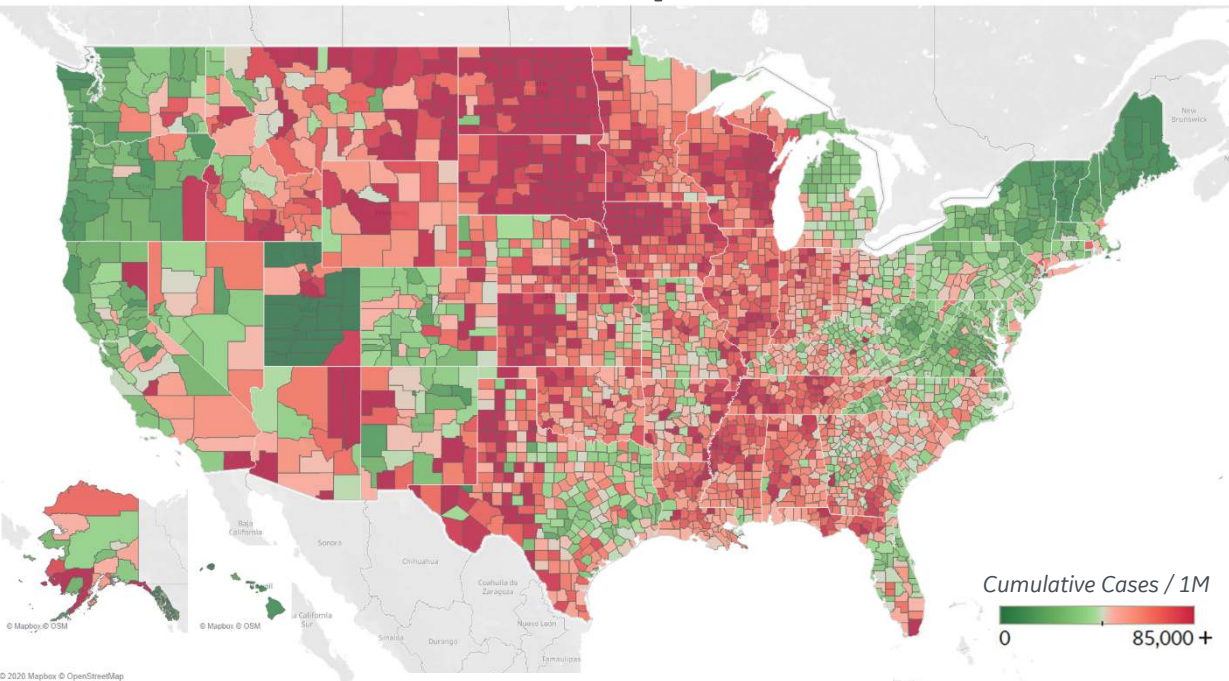 New
Brunswick
Baja
California
Sonora
Chihuahua
Coahuila de
Zaragoza
Nuevo León
Sinaloa
Durango
Tamaulipas
a California
Sur
© Mapbox © OSM
© Mapbox © OSM
Cumulative Cases / 1M
0
85,000 +
© 2020 Mapbox © OpenStreetMap